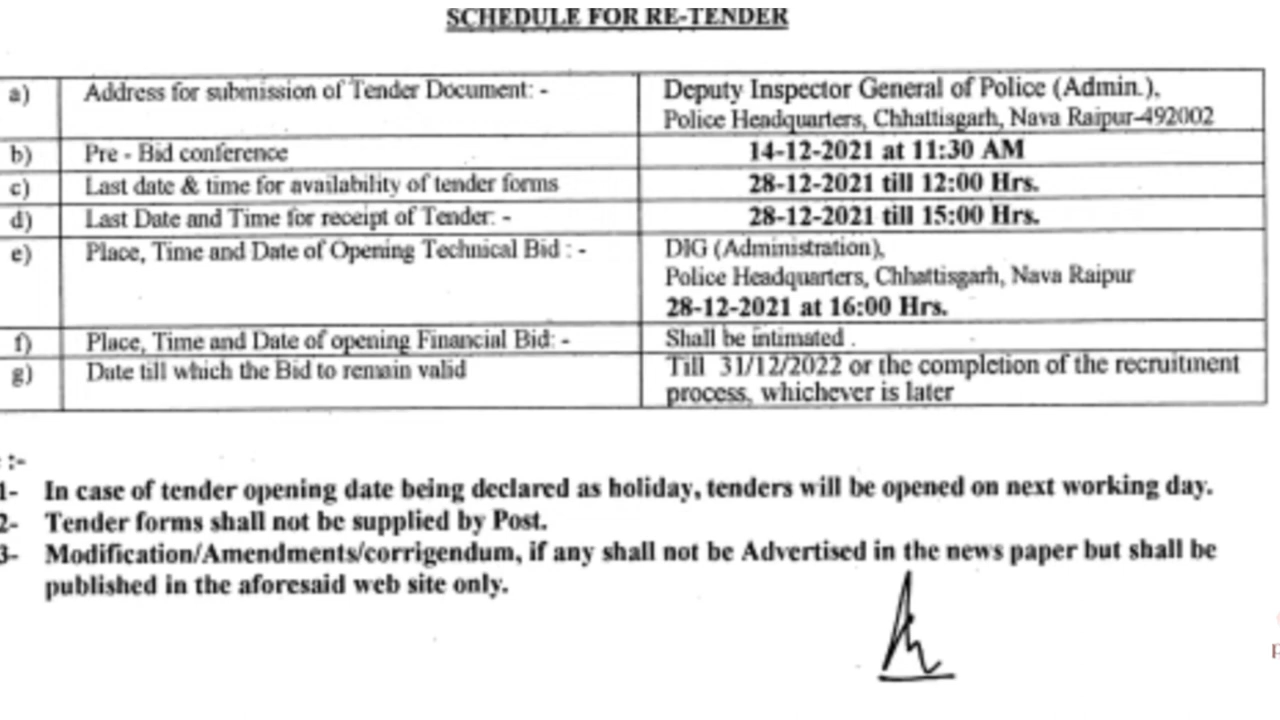 SCHEDULE FOR RE-TENDER
a) Address for submission of Tender Document: - Deputy Inspector General of Police (Admin.),
Police Headquarters, Chhattisgarh, Nava Raipur-492002
b) Pre - Bid conference 14-12-2021 at 11:30 AM
c) Last date & time for availability of tender forms 28-12-2021 till 12:00 Hrs.
d) Last Date and Time for receipt of Tender: - 28-12-2021 till 15:00 Hrs.
e) Place, Time and Date of Opening Technical Bid : - DIG (Administration),
Police Headquarters, Chhattisgarh, Nava Raipur
28-12-2021 at 16:00 Hrs.
f) Place, Time and Date of opening Financial Bid: - Shall be intimated .
g) Date till which the Bid to remain valid Till 31/12/2022 or the completion of the recruitment
process, whichever is later
:-
1- In case of tender opening date being declared as holiday, tenders will be opened on next working day.
2- Tender forms shall not be supplied by Post.
3- Modification/Amendments/corrigendum, if any shall not be Advertised in the news paper but shall be
published in the aforesaid web site only.